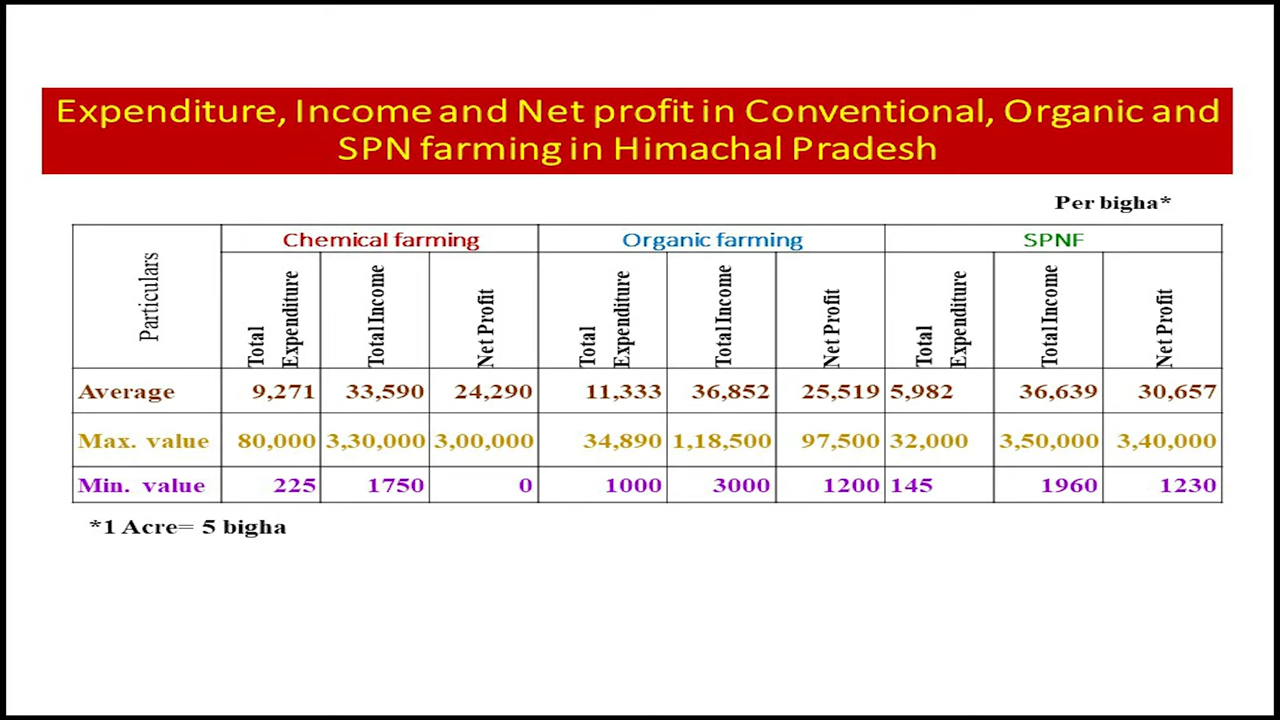 Expenditure, Income and Net profit in Conventional, Organic and
SPN farming in Himachal Pradesh
Per bigha*
Particulars Chemical farming Organic farming SPNF
Total Expenditure Total Income Net Profit Total Expenditure Total Income Net Profit Total Expenditure Total Income Net Profit
Average 9,271 33,590 24,290 11,333 36,852 25,519 5,982 36,639 30,657
Max. value 80,000 3,30,000 3,00,000 34,890 1,18,500 97,500 32,000 3,50,000 3,40,000
Min. value 225 1750 0 1000 3000 1200 145 1960 1230
*1 Acre= 5 bigha